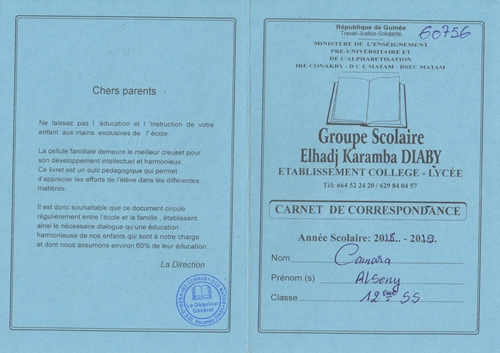 Chers parents
Ne laissez pas l 'éducation et l 'instruction de votre
enfant aux mains exclusives de l' école.
La cellule familiale demeure le meilleur creuset pour
son développement intellectuel et harmonieux.
Ce livret est un outil pédagogique qui permet
d'apprécier les efforts de l'élève dans les différentes
matières.
Il est donc souhaitable que ce document circule
regulièrement entre l'école et la famille , établissant
ainsi le nécessaire dialogue qu'une éducation
harmonieuse de nos enfants qui sont à notre charge
et dont nous assumons environ 60% de leur éducation.
La Direction
Le Directeur
Général
République de Guinée
Travail-Justice-Solidarité
60756
MINISTERE DE L'ENSEIGNEMENT
PRE-UNIVERSITAIRE ET
DE L'ALPHABETISATION
IRE CONAKRY - D C E MATAM - DSEC MATAM
Groupe Scolaire
Elhadj Karamba DIABY
ETABLISSEMENT COLLEGE - LYCÉE
Tél: 664 52 24 20 / 629 84 04 57
CARNET DE CORRESPONDANCE
Année Scolaire: 2018.. - 2019.
Nom Camara
Prénom (s) Alseny
Classe 12ème SS